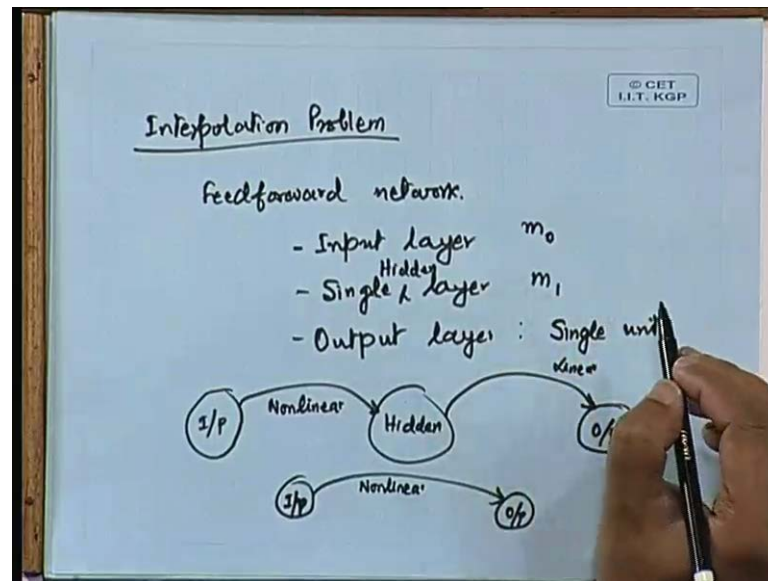 © CET
I.I.T. KGP
Interpolation Problem
Feedforward network.
- Input layer m0
- Single Hidden layer m1
- Output layer : Single unit
I/P Nonlinear Hidden Linear O/P
I/P Nonlinear O/P